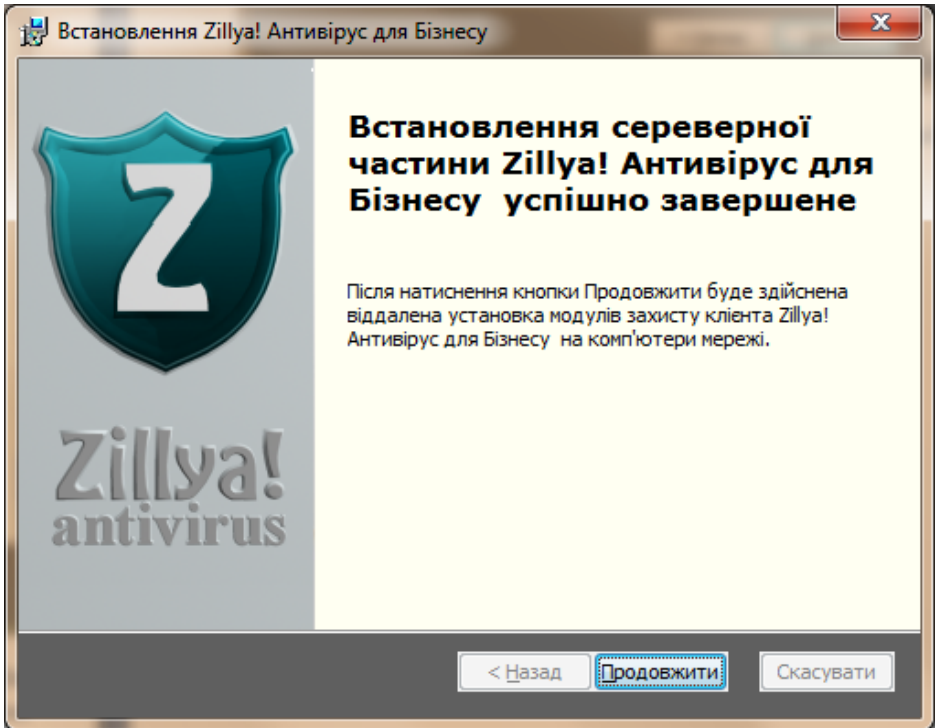 Встановлення Zillya! Антивірус для Бізнесу
Z
Zillya!
antivirus
Встановлення сереверної
частини Zillya! Антивірус для
Бізнесу  успішно завершене
Після натиснення кнопки Продовжити буде здійснена
віддалена установка модулів захисту клієнта Zillya!
Антивірус для Бізнесу  на комп'ютери мережі.
< Назад
Продовжити
Скасувати